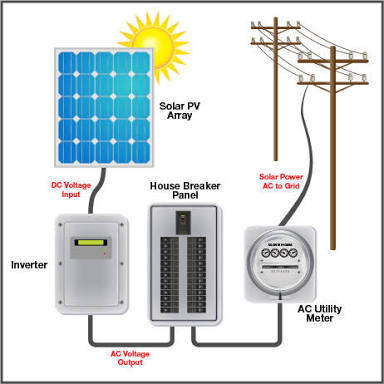 Solar PV
Array
Solar Power
AC to Grid
DC Voltage
Input
House Breaker
Panel
Inverter
AC Utility
Meter
AC Voltage
Output